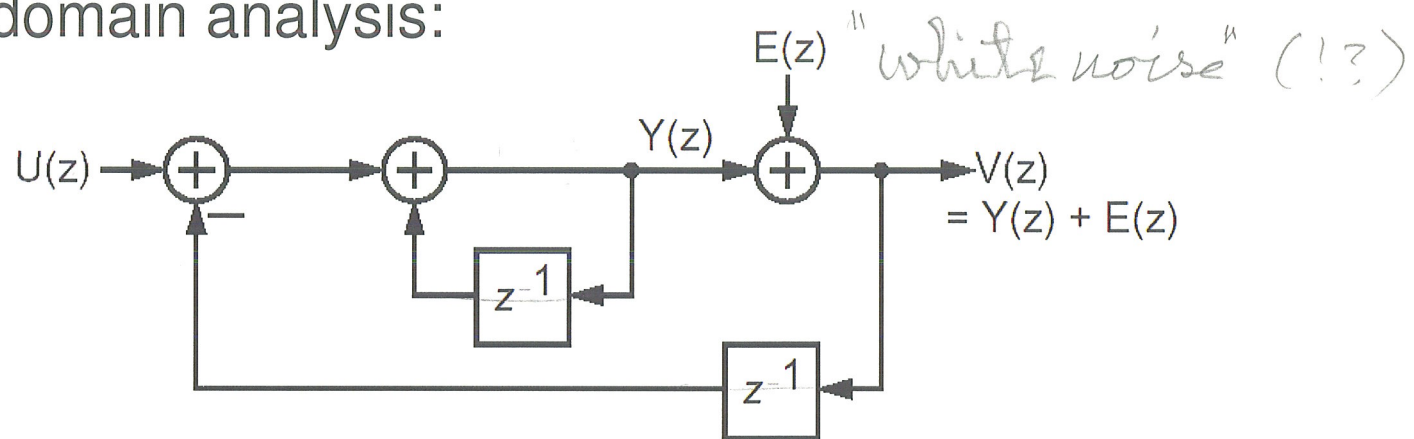 domain analysis:
E(z) "white noise" (!?)
Y(z)
U(z) + + + V(z)
−
= Y(z) + E(z)
z⁻¹
z⁻¹